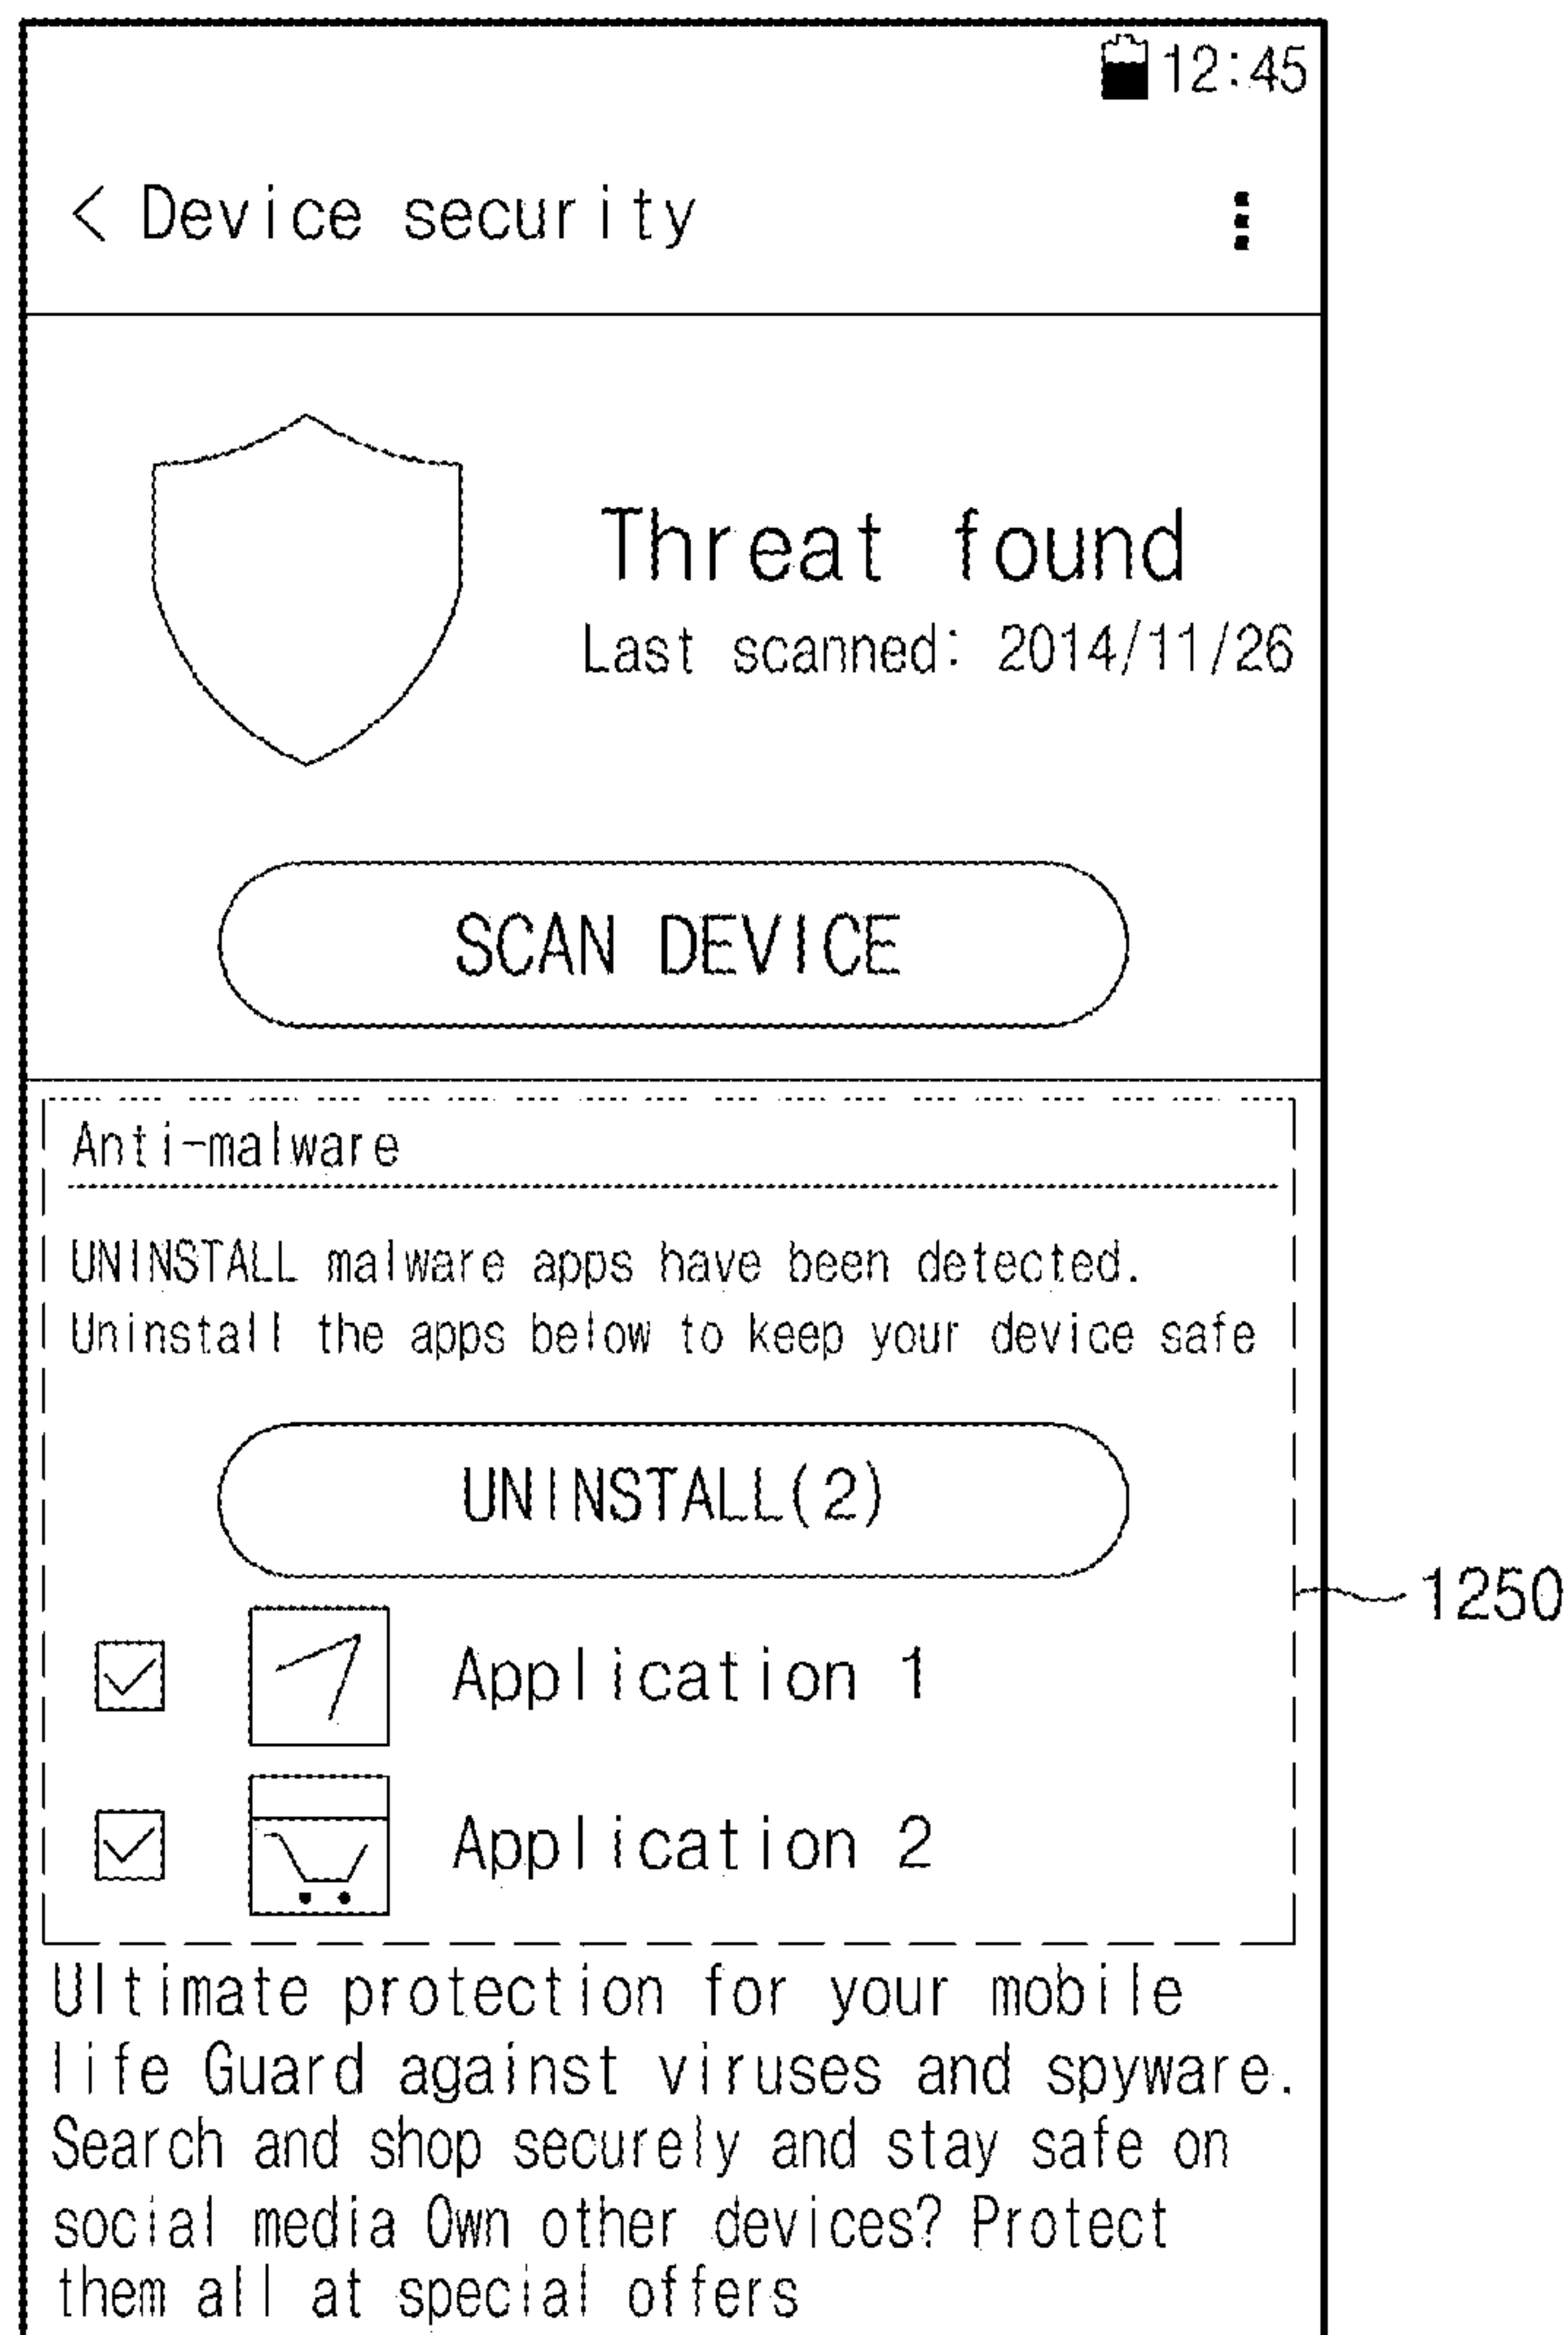 12:45
< Device security
Threat found
Last scanned: 2014/11/26
SCAN DEVICE
Anti-malware
UNINSTALL malware apps have been detected.
Uninstall the apps below to keep your device safe
UNINSTALL(2)
1250
Application 1
Application 2
Ultimate protection for your mobile
life Guard against viruses and spyware.
Search and shop securely and stay safe on
social media Own other devices? Protect
them all at special offers